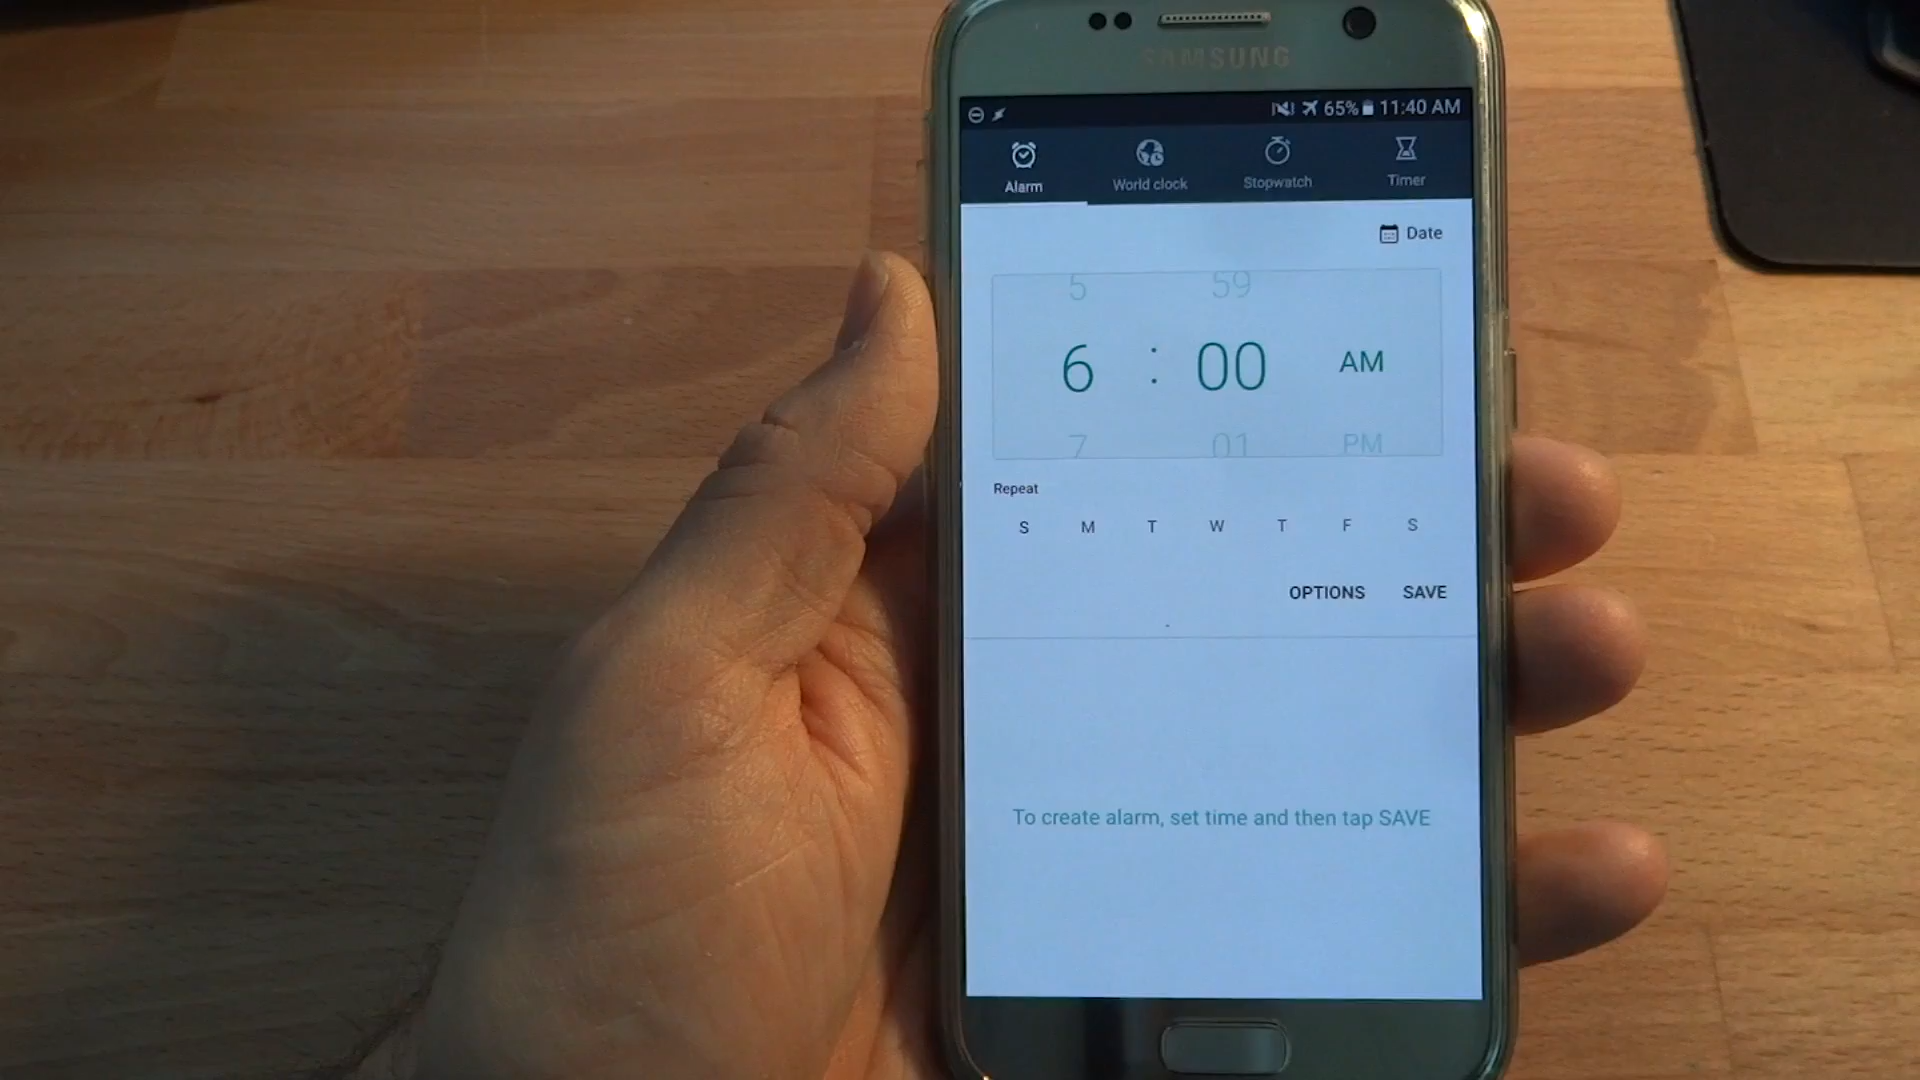 SAMSUNG
65% 11:40 AM
Alarm World clock Stopwatch Timer
Date
5 59
6 : 00 AM
7 01 PM
Repeat
S M T W T F S
OPTIONS SAVE
To create alarm, set time and then tap SAVE